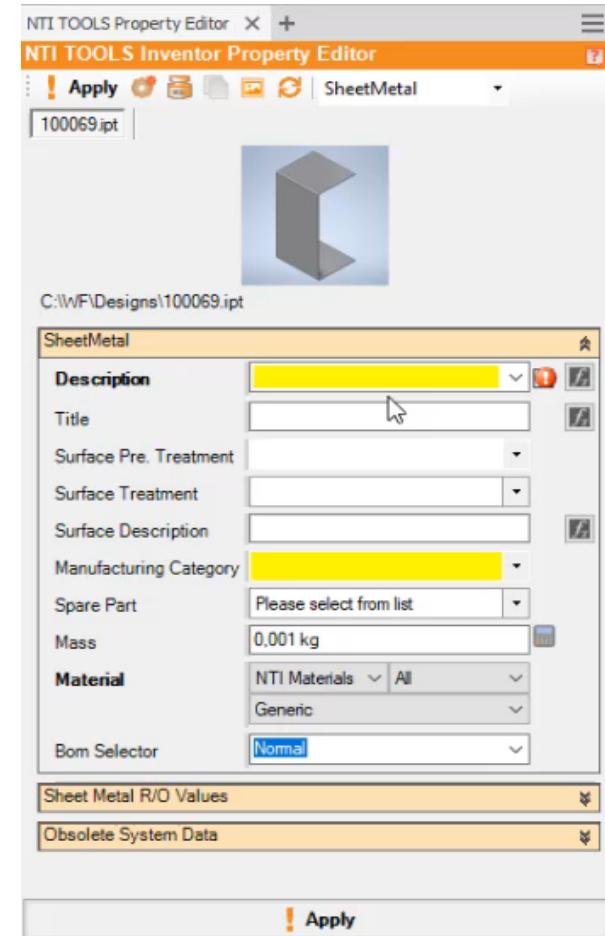 NTI TOOLS Property Editor
NTI TOOLS Inventor Property Editor
Apply SheetMetal
100069.ipt
C:\WF\Designs\100069.ipt
SheetMetal
Description
Title
Surface Pre. Treatment
Surface Treatment
Surface Description
Manufacturing Category
Spare Part Please select from list
Mass 0,001 kg
Material NTI Materials All
Generic
Bom Selector Normal
Sheet Metal R/O Values
Obsolete System Data
Apply